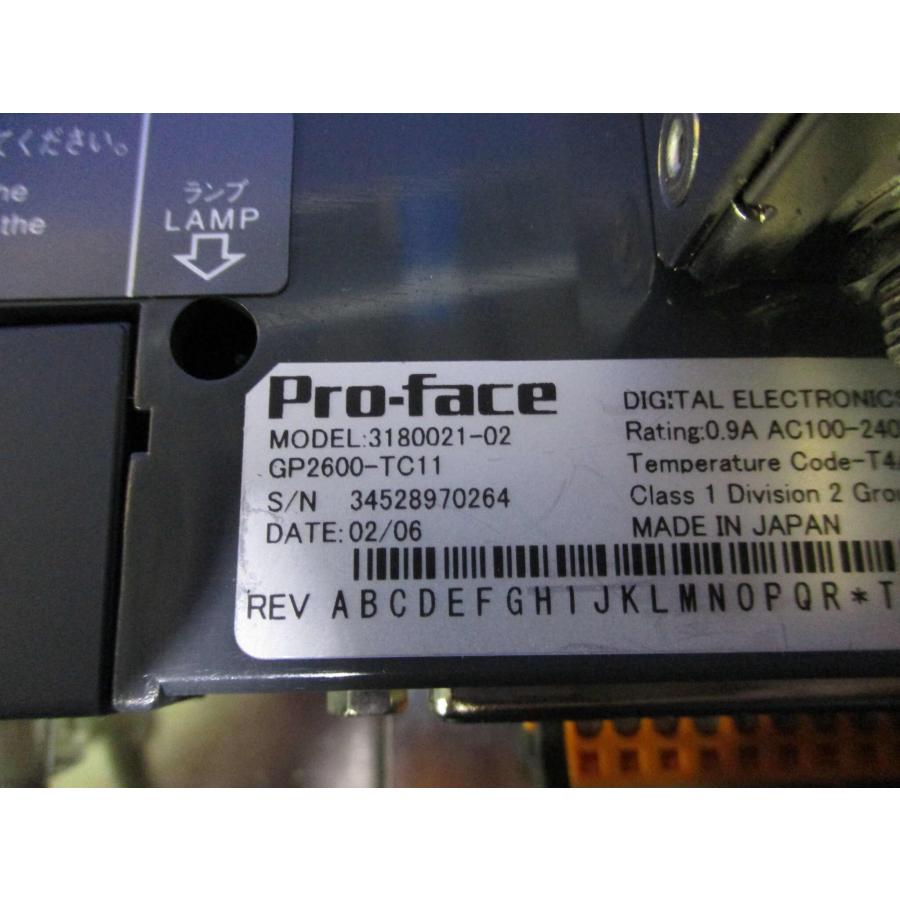 てください。
the
ランプ
LAMP
Pro-face
MODEL:3180021-02
GP2600-TC11
S/N 34528970264
DATE: 02/06
DIGITAL ELECTRONICS
Rating:0.9A AC100-240
Temperature Code-T4
Class 1 Division 2
MADE IN JAPAN
REV ABCDEFGHIJKLMNOPQR*T